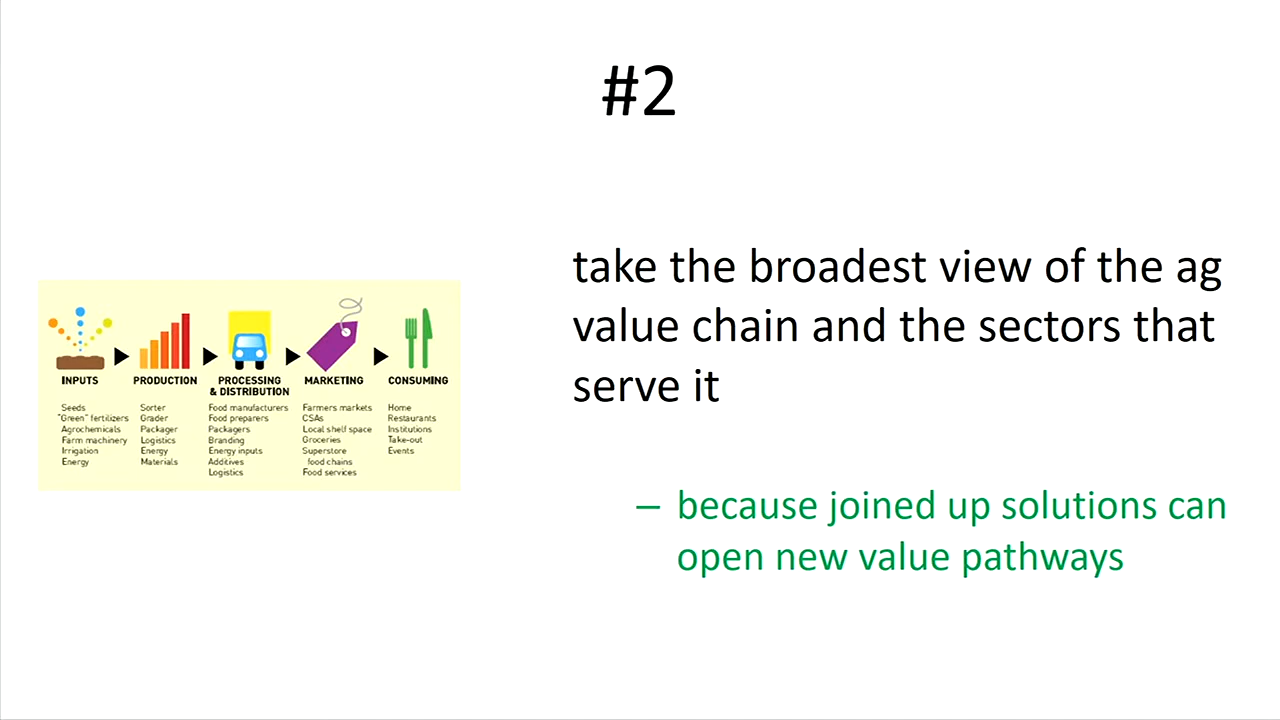 #2
take the broadest view of the ag
value chain and the sectors that
serve it
– because joined up solutions can
open new value pathways
INPUTS
Seeds
"Green" fertilizers
Agrochemicals
Farm machinery
Irrigation
Energy
PRODUCTION
Sorter
Grader
Packager
Logistics
Energy
Materials
PROCESSING
& DISTRIBUTION
Food manufacturers
Food preparers
Packagers
Branding
Energy inputs
Additives
Logistics
MARKETING
Farmers markets
CSAs
Local shelf space
Groceries
Superstore
food chains
Food services
CONSUMING
Home
Restaurants
Institutions
Take-out
Events